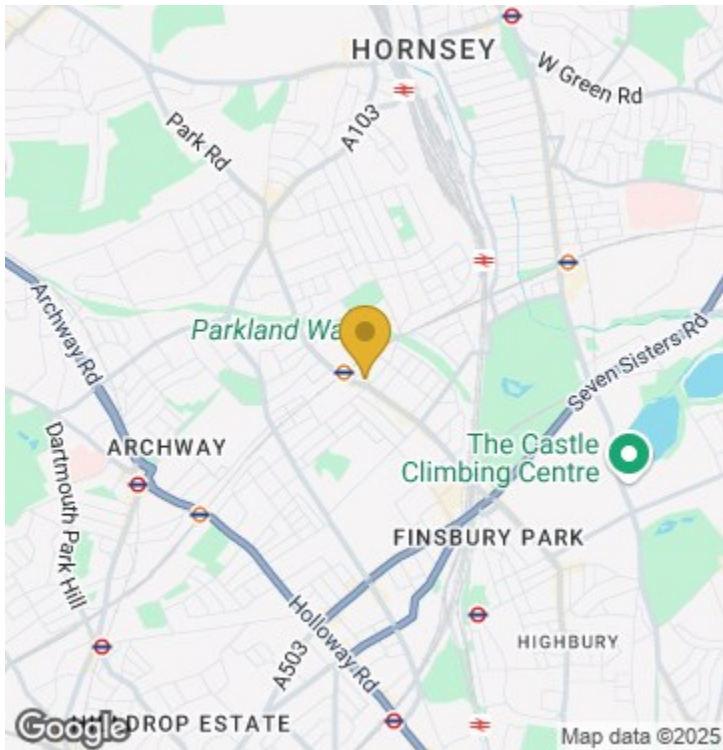 HORNSEY
W Green Rd
A103
Park Rd
Archway Rd
Parkland Wa
Seven Sisters Rd
ARCHWAY
The Castle
Climbing Centre
Dartmouth Park Hill
FINSBURY PARK
Holloway Rd
A503
HIGHBURY
DROP ESTATE
Google
Map data ©2025